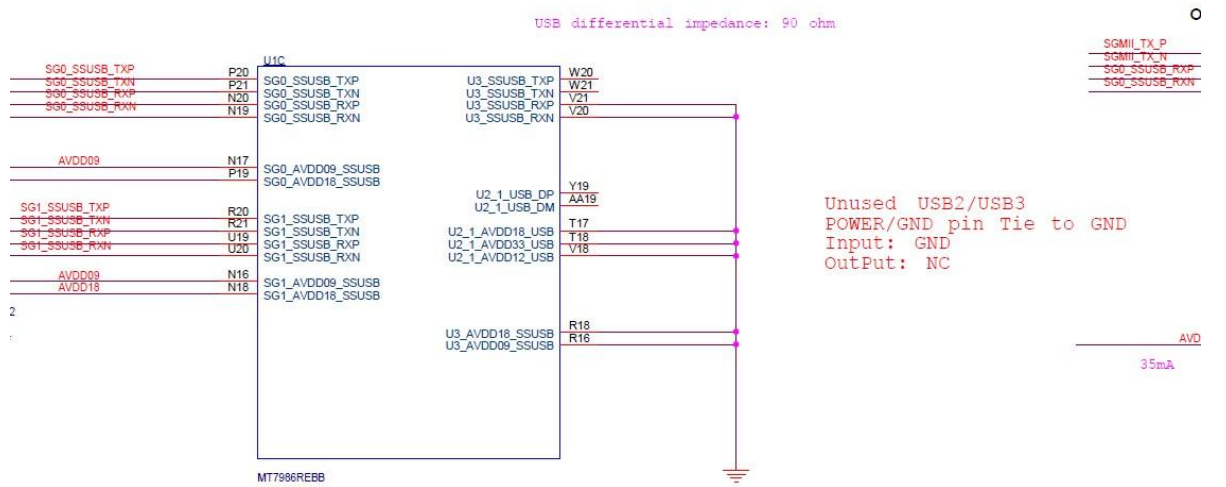 USB differential impedance: 90 ohm
O
U1C
SG0_SSUSB_TXP
SG0_SSUSB_TXN
SG0_SSUSB_RXP
SG0_SSUSB_RXN
P20
P21
N20
N19
SG0_SSUSB_TXP
SG0_SSUSB_TXN
SG0_SSUSB_RXP
SG0_SSUSB_RXN
U3_SSUSB_TXP
U3_SSUSB_TXN
U3_SSUSB_RXP
U3_SSUSB_RXN
W20
W21
V21
V20
SGMII_TX_P
SGMII_TX_N
SG0_SSUSB_RXP
SG0_SSUSB_RXN
AVDD09
N17
P19
SG0_AVDD09_SSUSB
SG0_AVDD18_SSUSB
U2_1_USB_DP
U2_1_USB_DM
Y19
AA19
SG1_SSUSB_TXP
SG1_SSUSB_TXN
SG1_SSUSB_RXP
SG1_SSUSB_RXN
R20
R21
U19
U20
SG1_SSUSB_TXP
SG1_SSUSB_TXN
SG1_SSUSB_RXP
SG1_SSUSB_RXN
U2_1_AVDD18_USB
U2_1_AVDD33_USB
U2_1_AVDD12_USB
T17
T18
V18
Unused USB2/USB3
POWER/GND pin Tie to GND
Input: GND
OutPut: NC
AVDD09
AVDD18
N16
N18
SG1_AVDD09_SSUSB
SG1_AVDD18_SSUSB
2
U3_AVDD18_SSUSB
U3_AVDD09_SSUSB
R18
R16
AVD
35mA
MT7986REBB